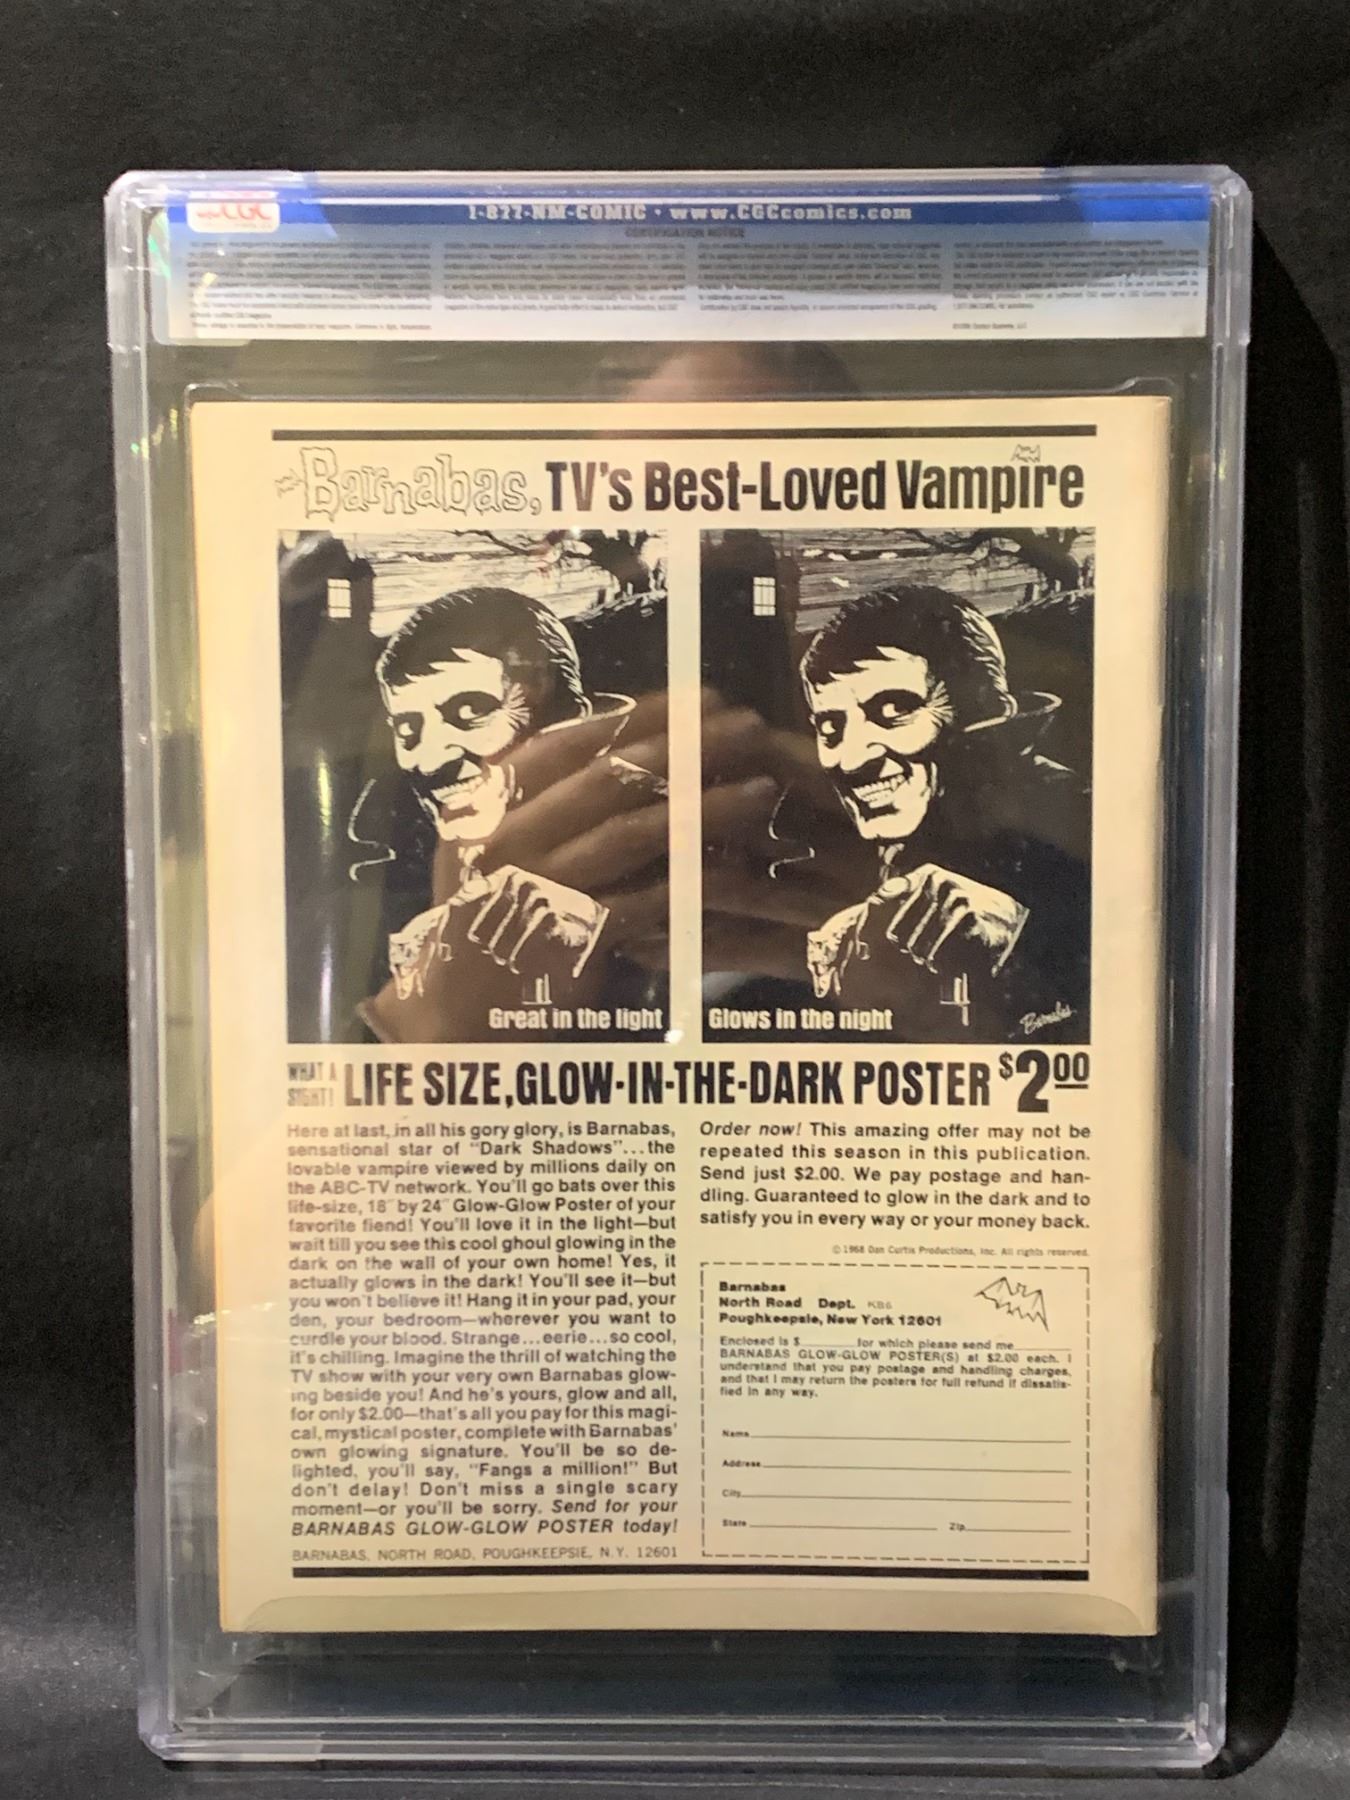 CGC
1-877-NM-COMIC • www.CGCcomics.com
CERTIFICATION NOTICE
Barnabas, TV's Best-Loved Vampire
Great in the light
Glows in the night
Barnabas
WHAT A
SIGHT!
LIFE SIZE, GLOW-IN-THE-DARK POSTER $2.00
Here at last, in all his gory glory, is Barnabas,
sensational star of "Dark Shadows"...the
lovable vampire viewed by millions daily on
the ABC-TV network. You'll go bats over this
life-size, 18" by 24" Glow-Glow Poster of your
favorite fiend! You'll love it in the light—but
wait till you see this cool ghoul glowing in the
dark on the wall of your own home! Yes, it
actually glows in the dark! You'll see it—but
you won't believe it! Hang it in your pad, your
den, your bedroom—wherever you want to
curdle your blood. Strange...eerie...so cool,
it's chilling. Imagine the thrill of watching the
TV show with your very own Barnabas glow-
ing beside you! And he's yours, glow and all,
for only $2.00—that's all you pay for this magi-
cal, mystical poster, complete with Barnabas'
own glowing signature. You'll be so de-
lighted, you'll say, "Fangs a million!" But
don't delay! Don't miss a single scary
moment—or you'll be sorry. Send for your
BARNABAS GLOW-GLOW POSTER today!
BARNABAS, NORTH ROAD, POUGHKEEPSIE, N.Y. 12601
Order now! This amazing offer may not be
repeated this season in this publication.
Send just $2.00. We pay postage and han-
dling. Guaranteed to glow in the dark and to
satisfy you in every way or your money back.
© 1968 Dan Curtis Productions, Inc. All rights reserved.
Barnabas
North Road Dept. KB6
Poughkeepsie, New York 12601
Enclosed is $ for which please send me
BARNABAS GLOW-GLOW POSTER(S) at $2.00 each. I
understand that you pay postage and handling charges,
and that I may return the posters for full refund if dissatis-
fied in any way.
Name
Address
City
State Zip